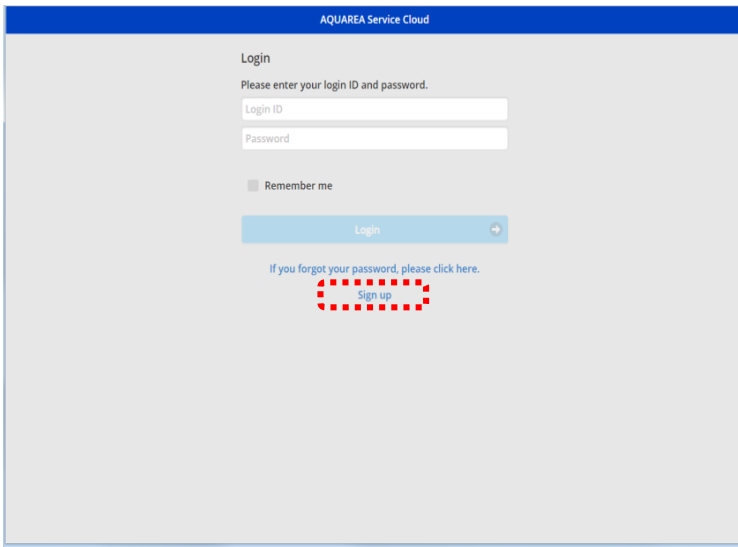 AQUAREA Service Cloud
Login
Please enter your login ID and password.
Login ID
Password
Remember me
Login
If you forgot your password, please click here.
Sign up